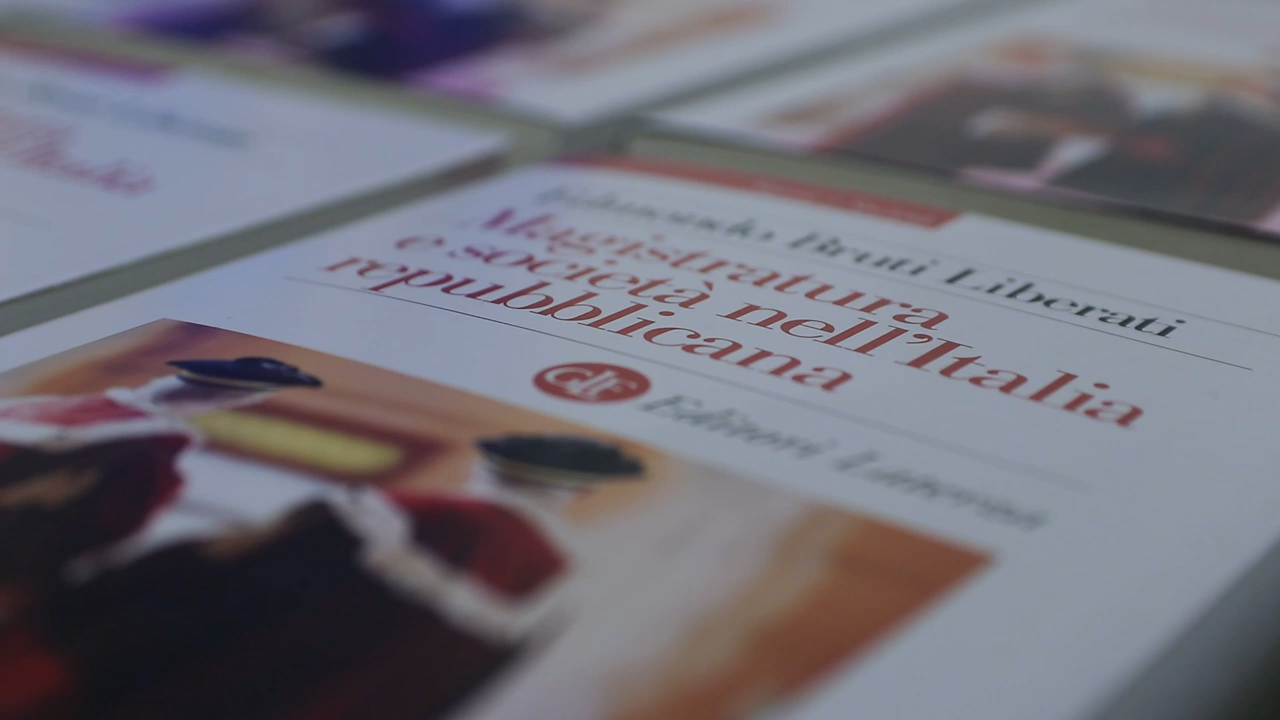 Edmondo Bruti Liberati
Magistratura
e società nell'Italia
repubblicana
Editori Laterza